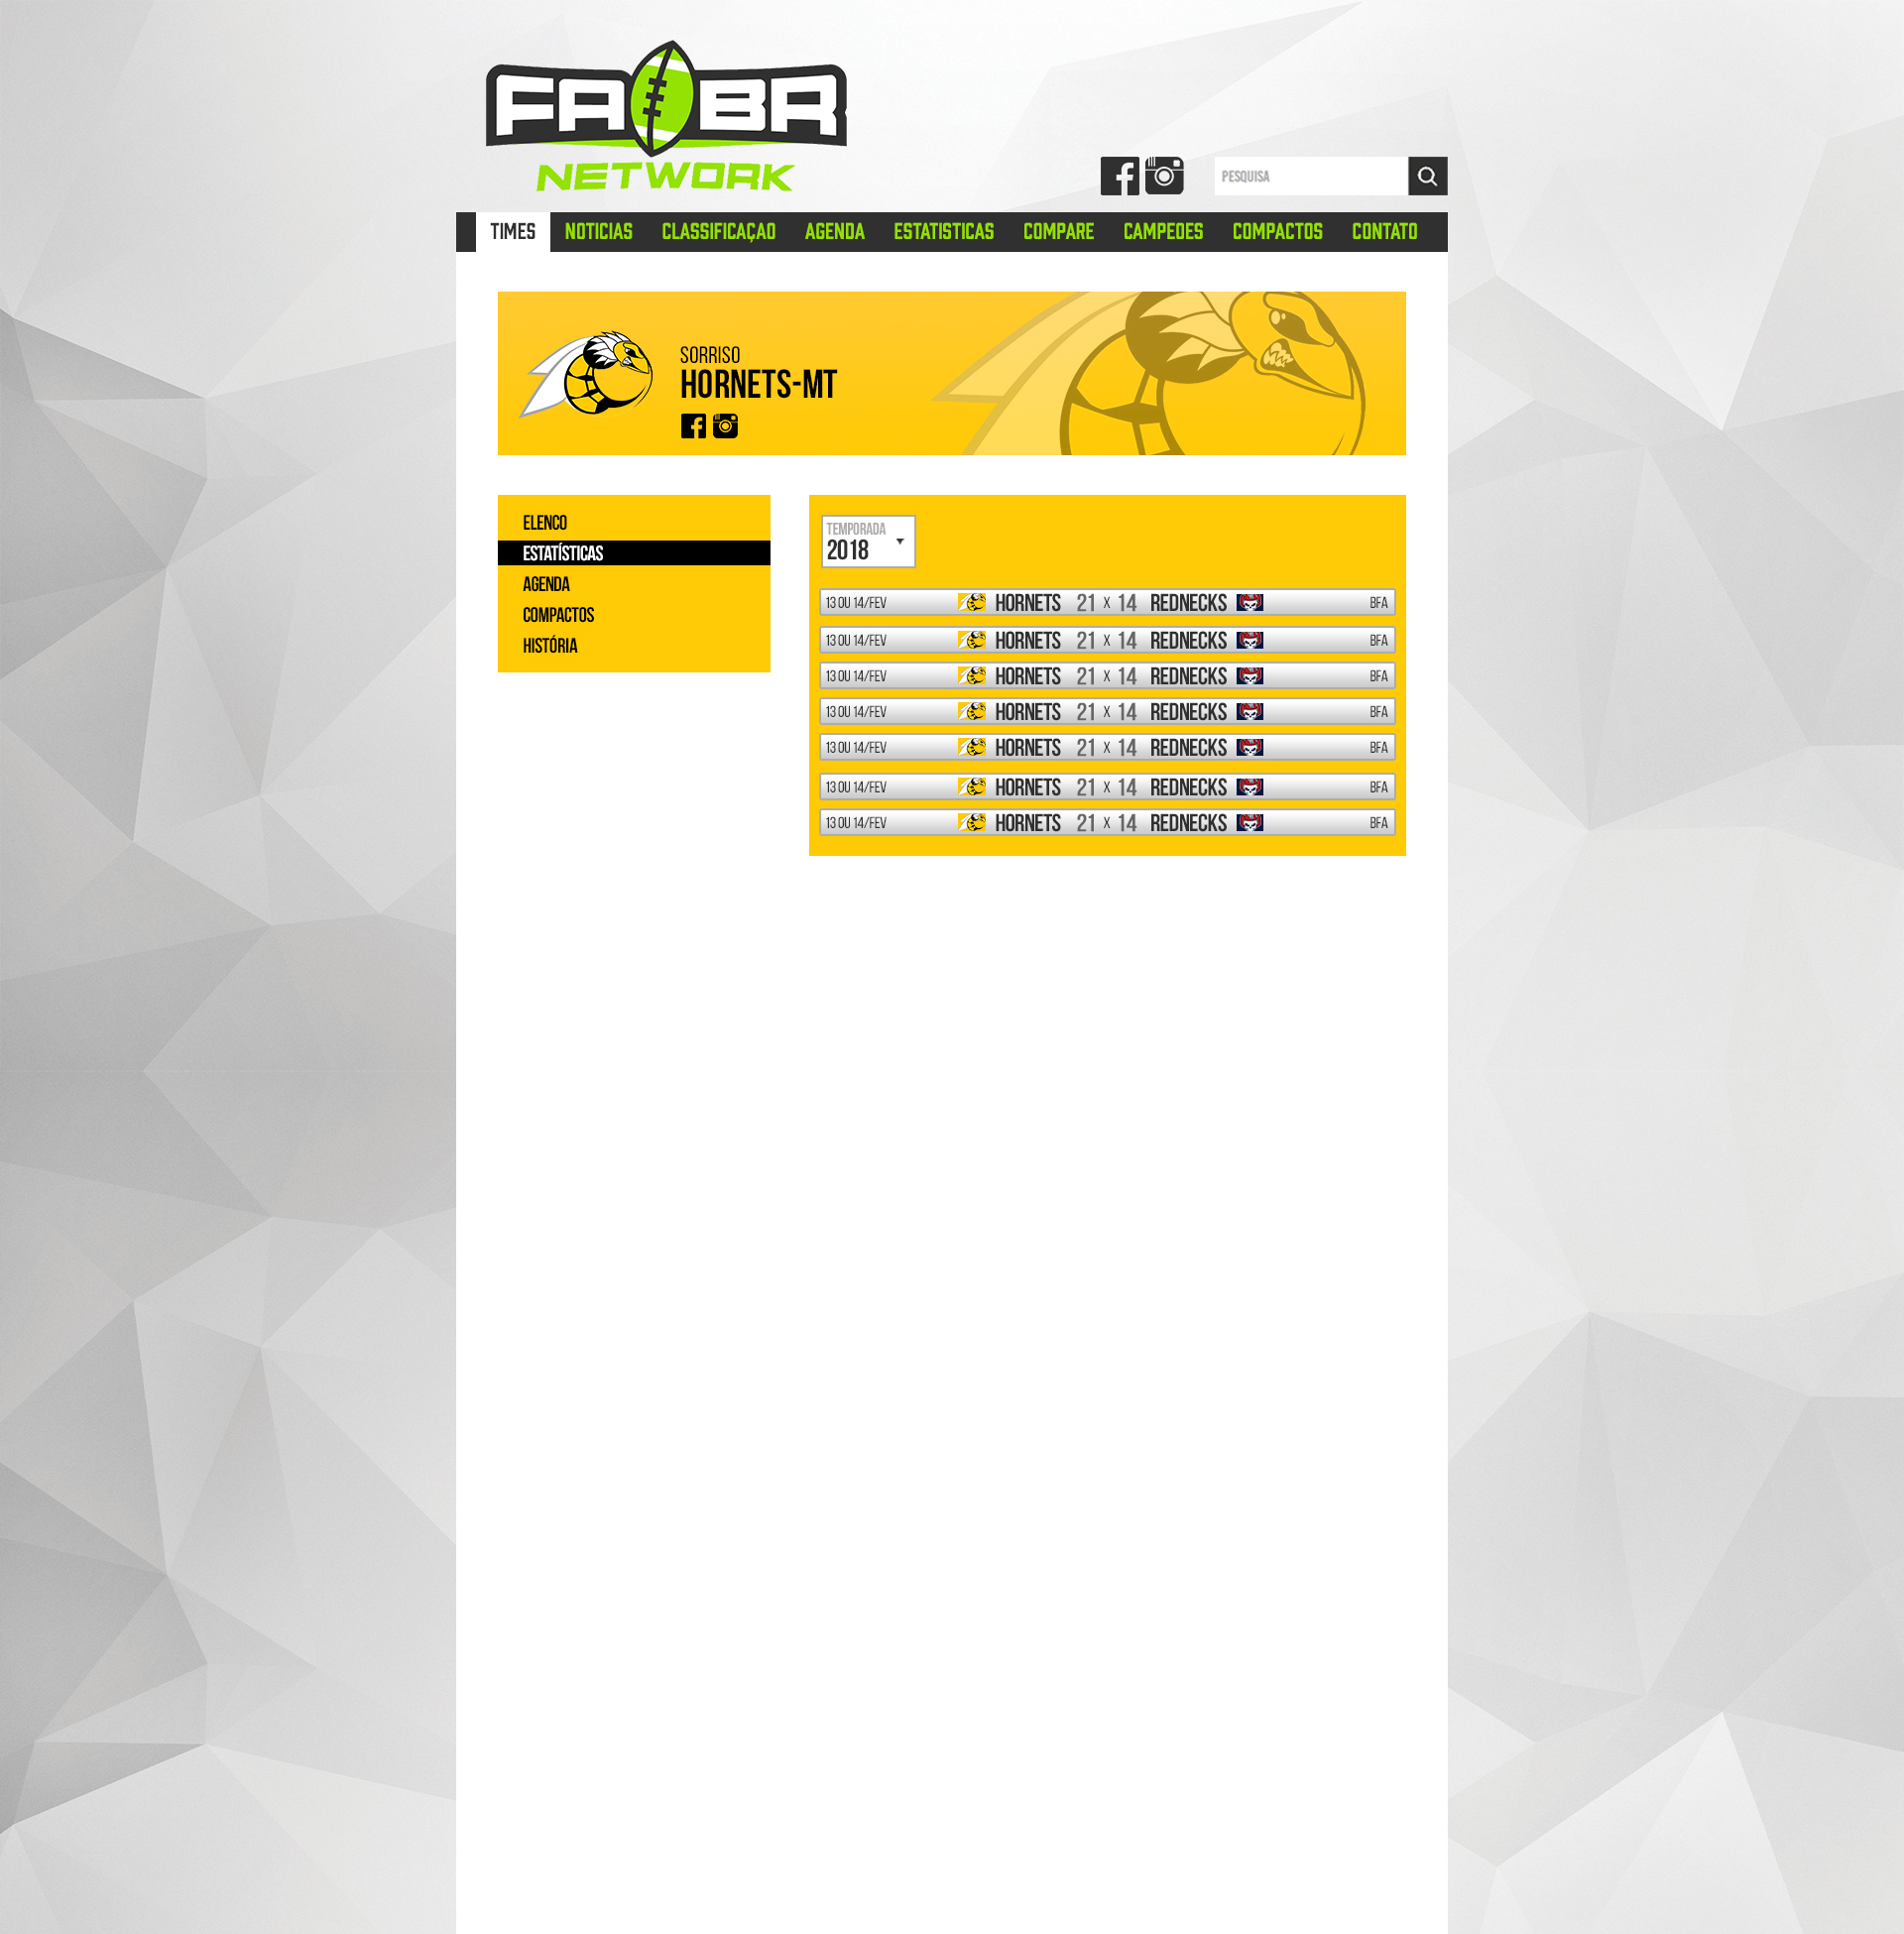 FABR
NETWORK
PESQUISA
TIMES NOTICIAS CLASSIFICAÇAO AGENDA ESTATISTICAS COMPARE CAMPEOES COMPACTOS CONTATO
SORRISO
HORNETS-MT
ELENCO
ESTATÍSTICAS
AGENDA
COMPACTOS
HISTÓRIA
TEMPORADA
2018
13 OU 14/FEV HORNETS 21 X 14 REDNECKS BFA
13 OU 14/FEV HORNETS 21 X 14 REDNECKS BFA
13 OU 14/FEV HORNETS 21 X 14 REDNECKS BFA
13 OU 14/FEV HORNETS 21 X 14 REDNECKS BFA
13 OU 14/FEV HORNETS 21 X 14 REDNECKS BFA
13 OU 14/FEV HORNETS 21 X 14 REDNECKS BFA
13 OU 14/FEV HORNETS 21 X 14 REDNECKS BFA